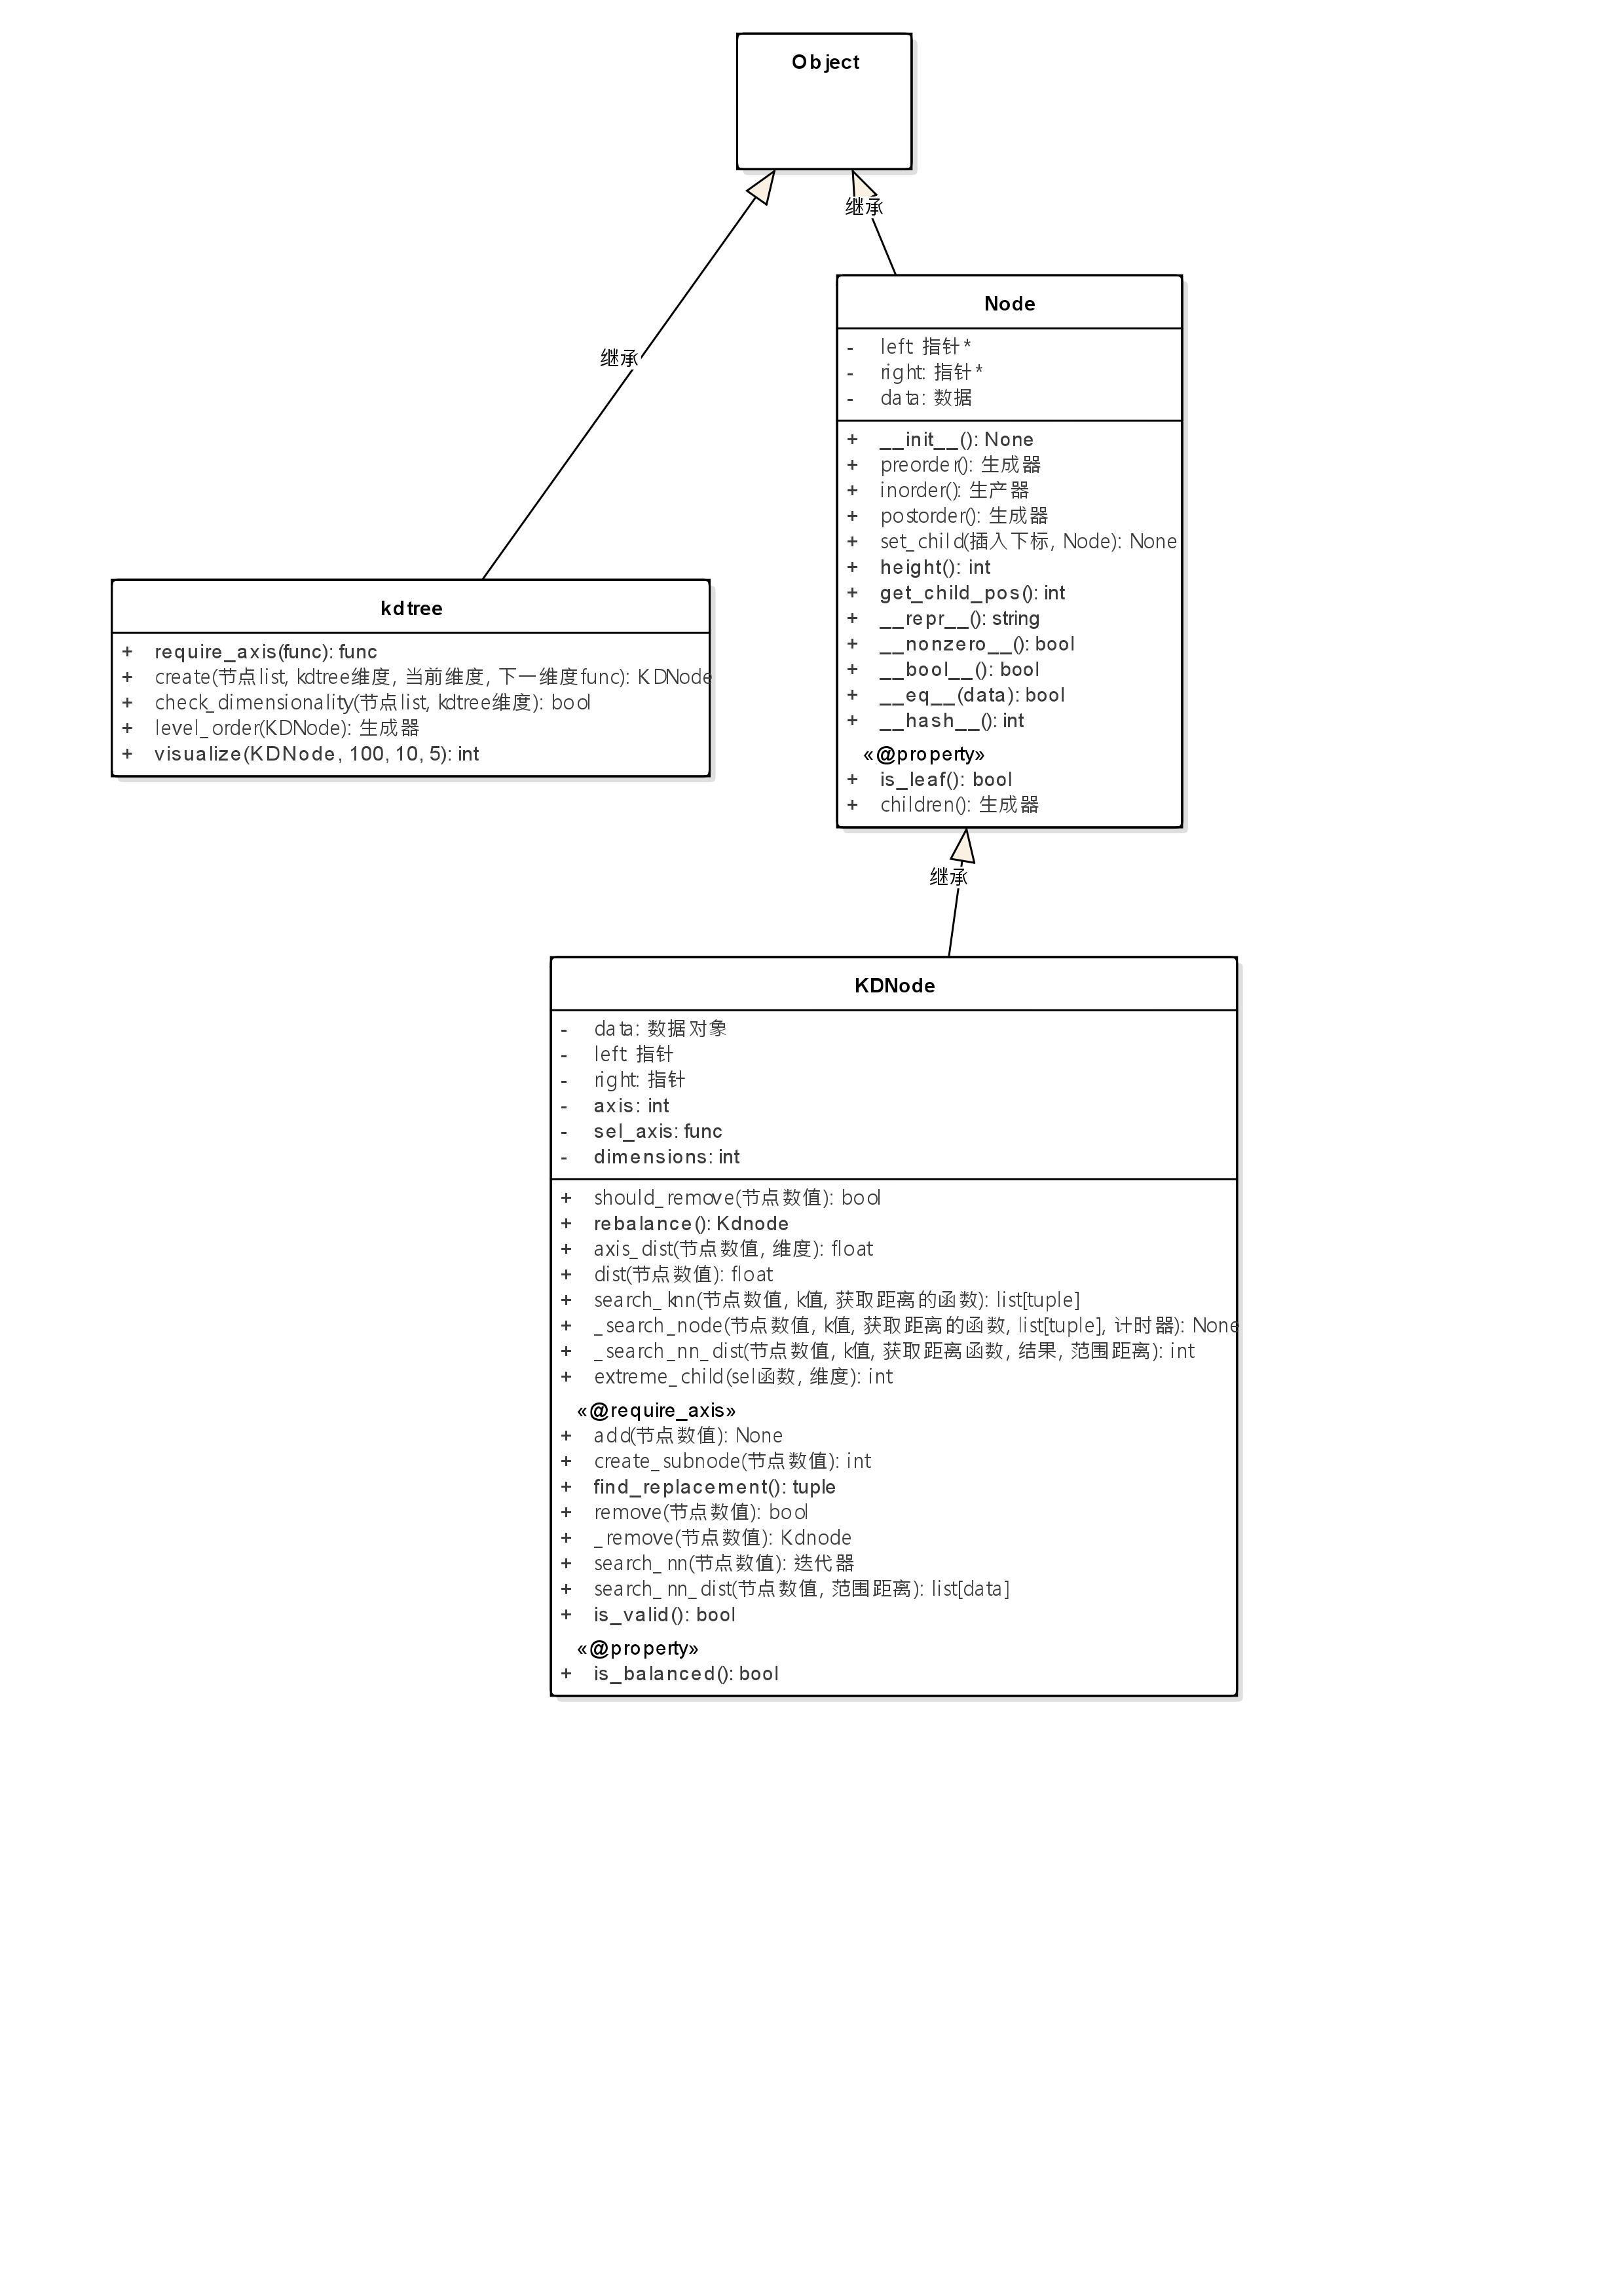 Object
继承
继承
Node
- left: 指针*
- right: 指针*
- data: 数据
+ __init__(): None
+ preorder(): 生成器
+ inorder(): 生产器
+ postorder(): 生成器
+ set_child(插入下标, Node): None
+ height(): int
+ get_child_pos(): int
+ __repr__(): string
+ __nonzero__(): bool
+ __bool__(): bool
+ __eq__(data): bool
+ __hash__(): int
«@property»
+ is_leaf(): bool
+ children(): 生成器
kdtree
+ require_axis(func): func
+ create(节点list, kdtree维度, 当前维度, 下一维度func): KDNode
+ check_dimensionality(节点list, kdtree维度): bool
+ level_order(KDNode): 生成器
+ visualize(KDNode, 100, 10, 5): int
继承
KDNode
- data: 数据对象
- left: 指针
- right: 指针
- axis: int
- sel_axis: func
- dimensions: int
+ should_remove(节点数值): bool
+ rebalance(): Kdnode
+ axis_dist(节点数值, 维度): float
+ dist(节点数值): float
+ search_knn(节点数值, k值, 获取距离的函数): list[tuple]
+ _search_node(节点数值, k值, 获取距离的函数, list[tuple], 计时器): None
+ _search_nn_dist(节点数值, k值, 获取距离函数, 结果, 范围距离): int
+ extreme_child(sel函数, 维度): int
«@require_axis»
+ add(节点数值): None
+ create_subnode(节点数值): int
+ find_replacement(): tuple
+ remove(节点数值): bool
+ _remove(节点数值): Kdnode
+ search_nn(节点数值): 迭代器
+ search_nn_dist(节点数值, 范围距离): list[data]
+ is_valid(): bool
«@property»
+ is_balanced(): bool